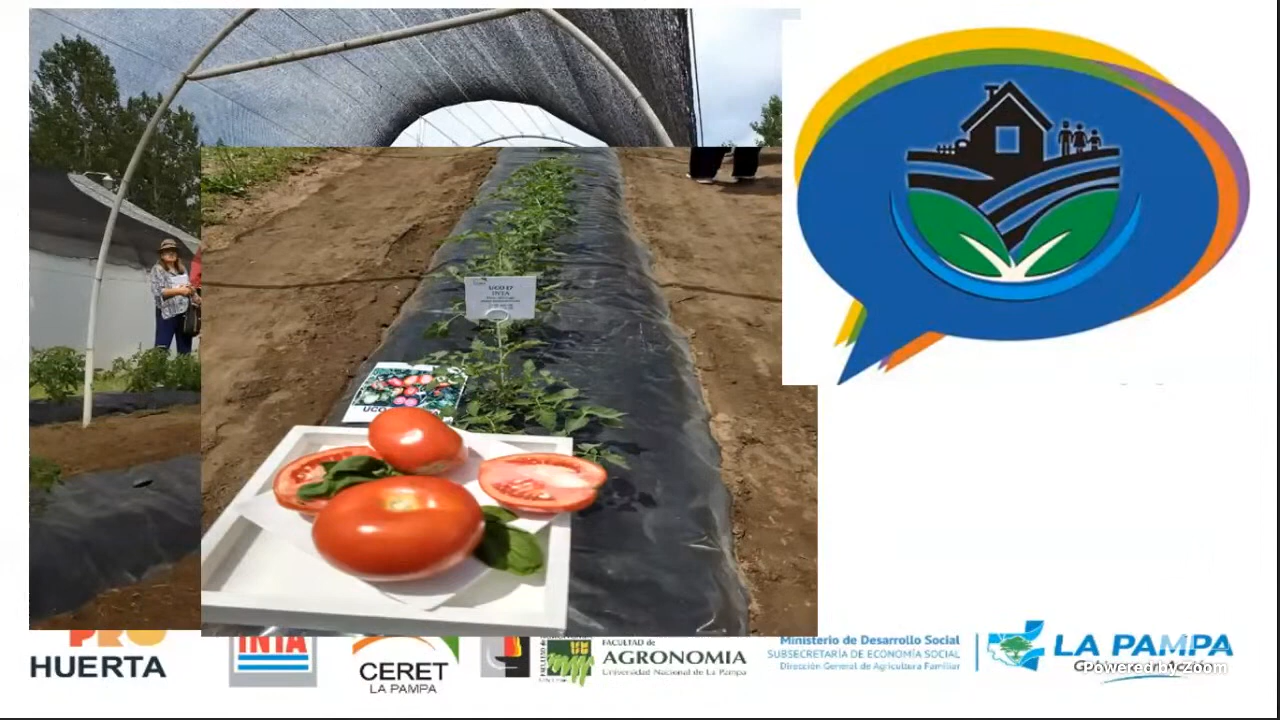 UCO 17
INTA
UCO
PRO
HUERTA
INTA
CERET
LA PAMPA
FACULTAD de
AGRONOMIA
Universidad Nacional de La Pampa
Ministerio de Desarrollo Social
SUBSECRETARÍA DE ECONOMÍA SOCIAL
Dirección General de Agricultura Familiar
LA PAMPA
Powered by Zoom